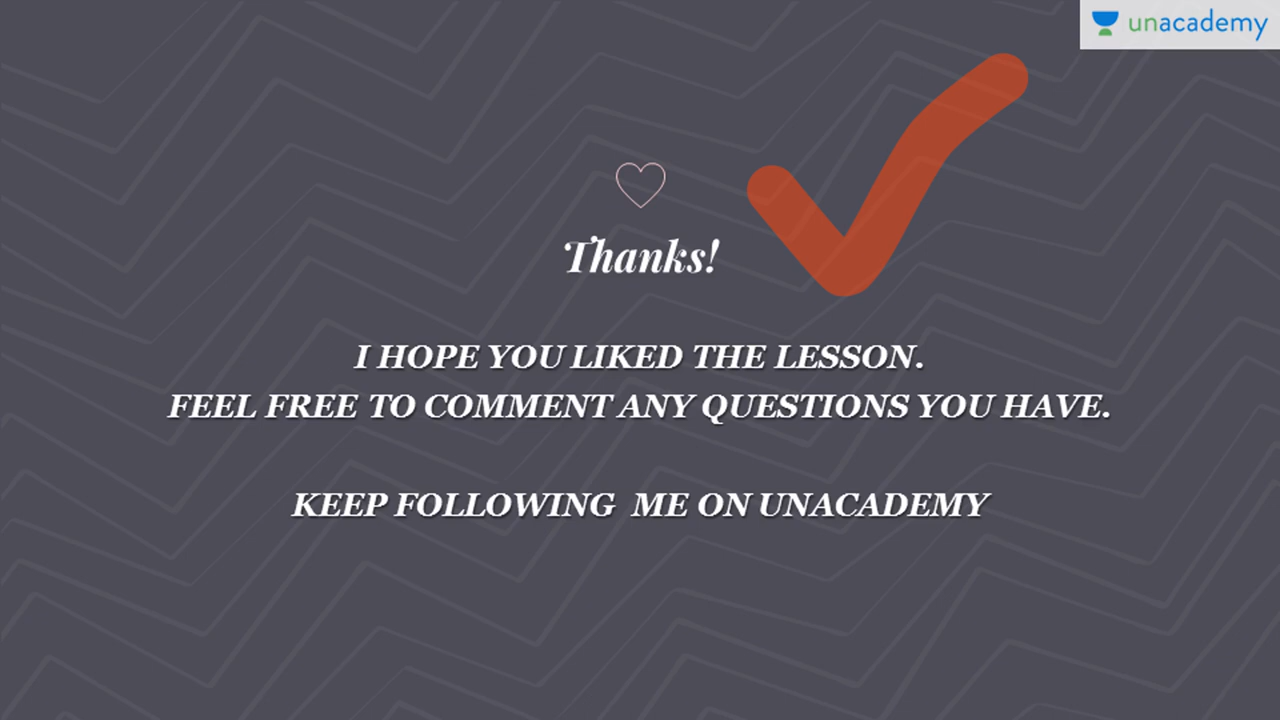 unacademy
Thanks!
I HOPE YOU LIKED THE LESSON.
FEEL FREE TO COMMENT ANY QUESTIONS YOU HAVE.
KEEP FOLLOWING  ME ON UNACADEMY